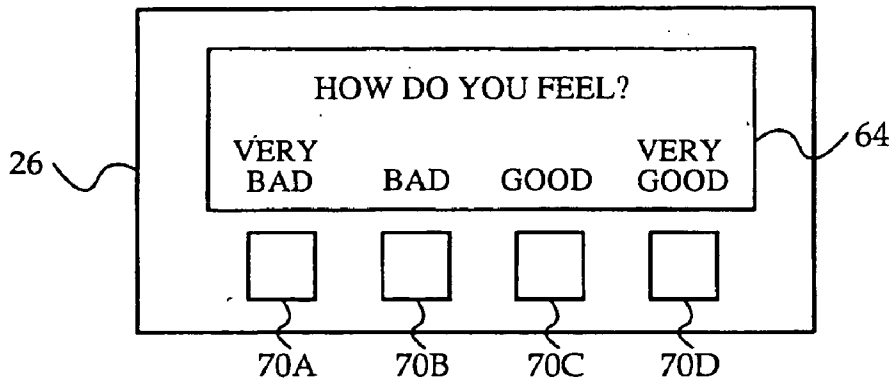 HOW DO YOU FEEL?
VERY BAD
BAD
GOOD
VERY GOOD
26
64
70A
70B
70C
70D